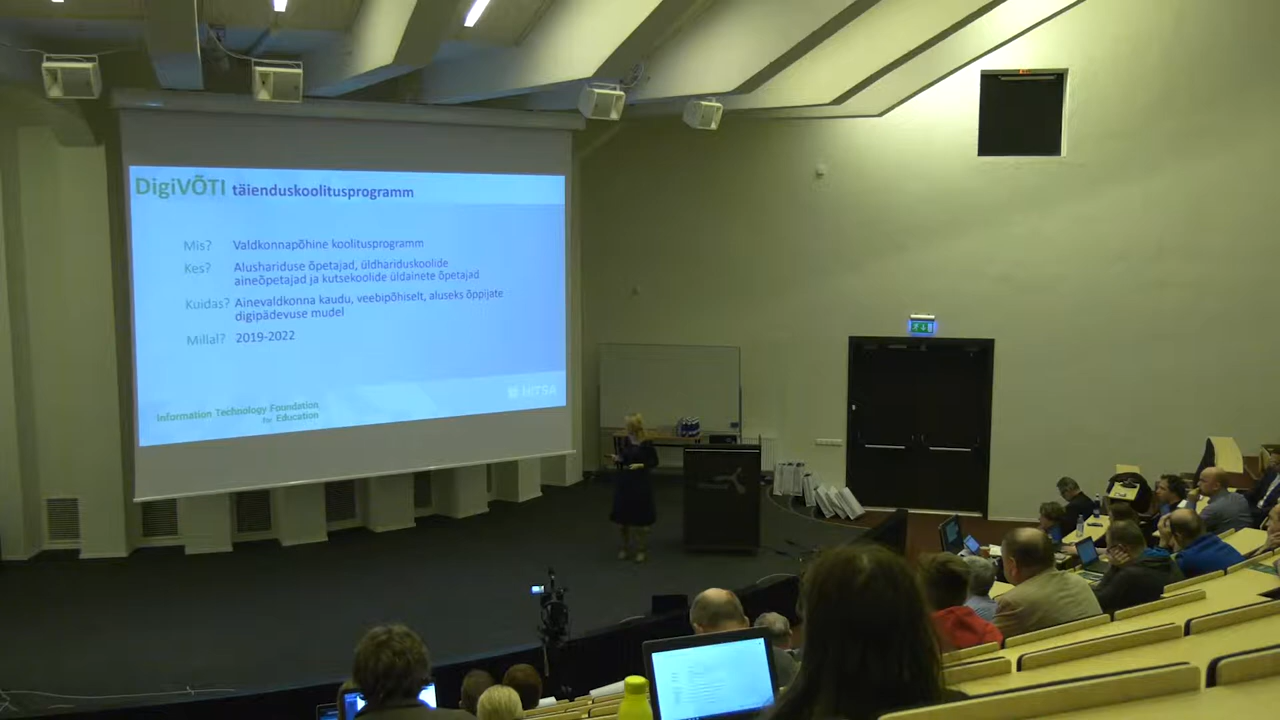 DigiVÕTI täienduskoolitusprogramm
Mis? Valdkonnapõhine koolitusprogramm
Kes? Alushariduse õpetajad, üldhariduskoolide
aineõpetajad ja kutsekoolide üldainete õpetajad
Kuidas? Ainevaldkonna kaudu, veebipõhiselt, aluseks õppijate
digipädevuse mudel
Millal? 2019-2022
HITSA
Information Technology Foundation
for Education